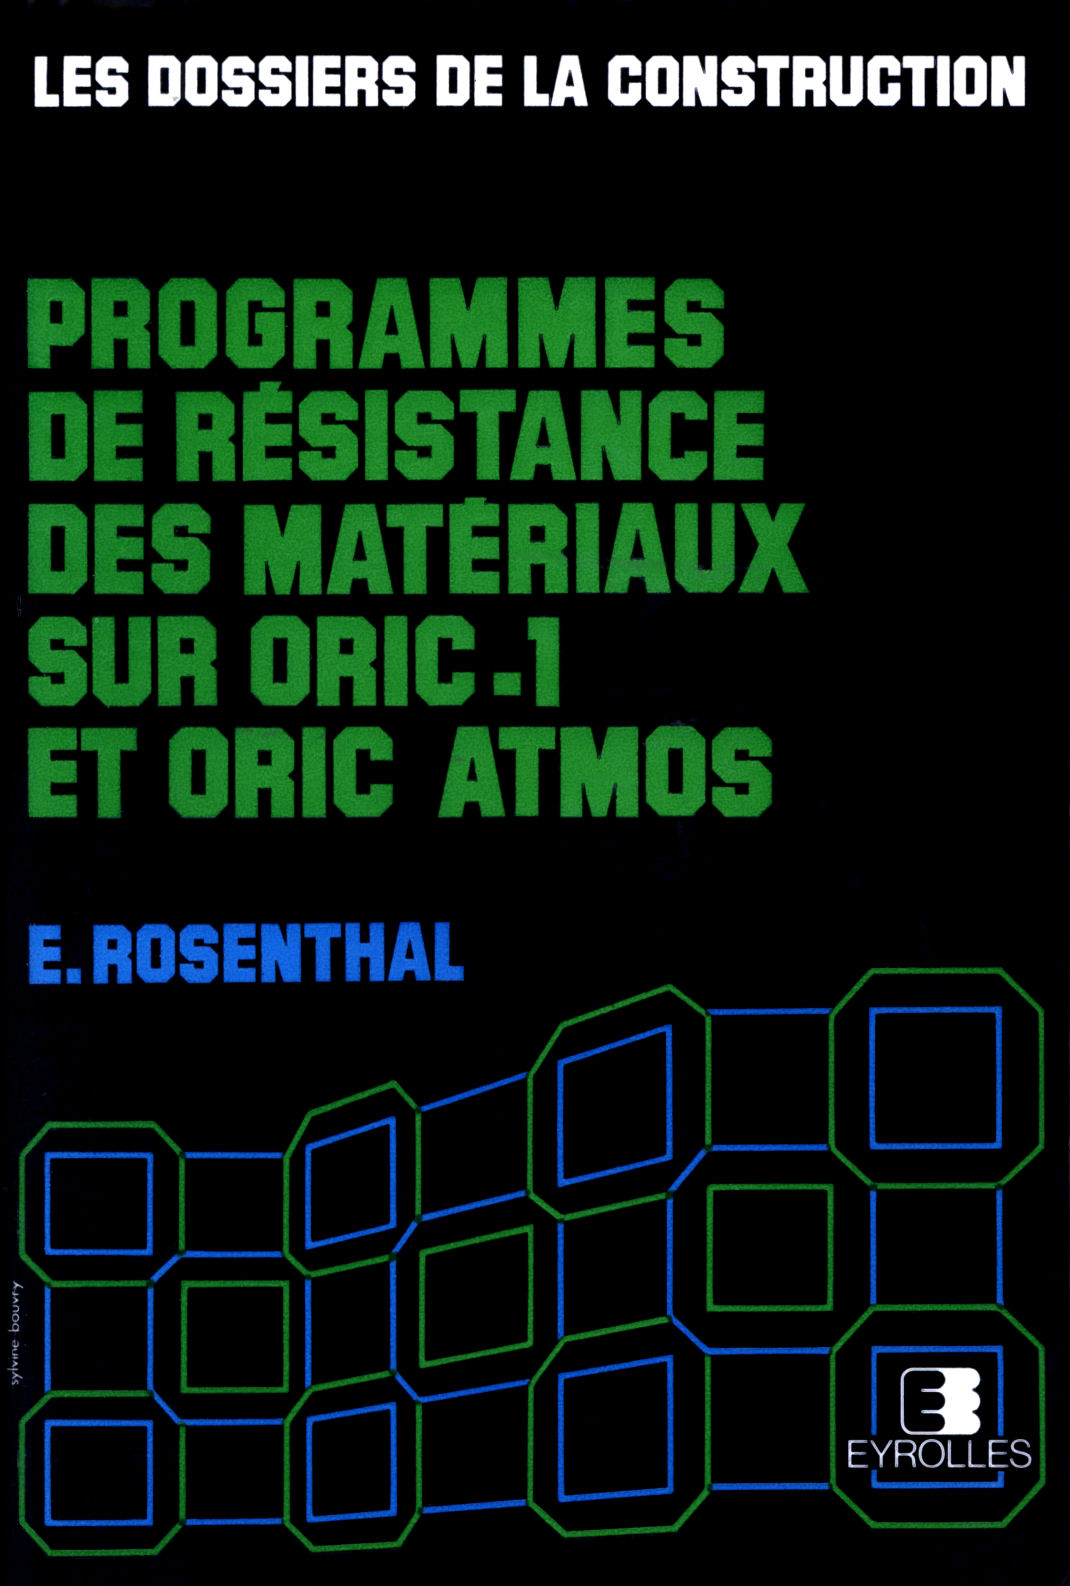 LES DOSSIERS DE LA CONSTRUCTION
PROGRAMMES
DE RÉSISTANCE
DES MATÉRIAUX
SUR ORIC-1
ET ORIC ATMOS
E. ROSENTHAL
sylvine bouvry
EYROLLES